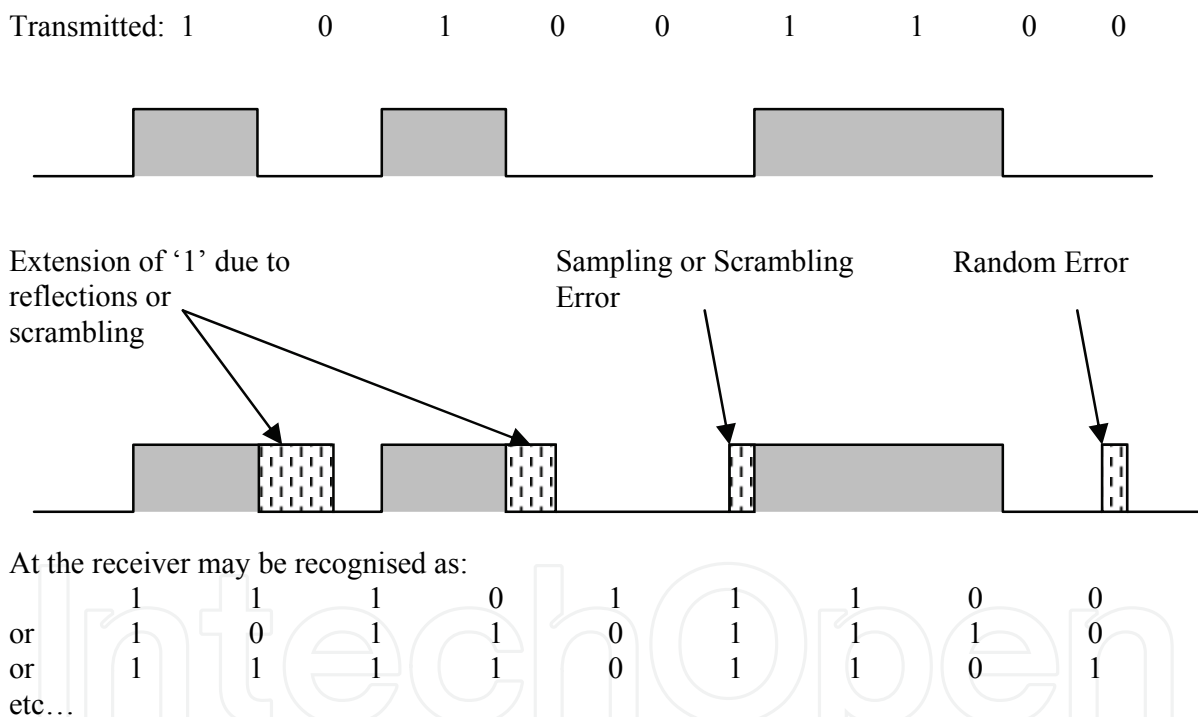 Transmitted: 1 0 1 0 0 1 1 0 0
Extension of ‘1’ due to
reflections or
scrambling
Sampling or Scrambling
Error
Random Error
At the receiver may be recognised as:
1 1 1 0 1 1 1 0 0
or 1 0 1 1 0 1 1 1 0
or 1 1 1 1 0 1 1 0 1
etc…
IntechOpen